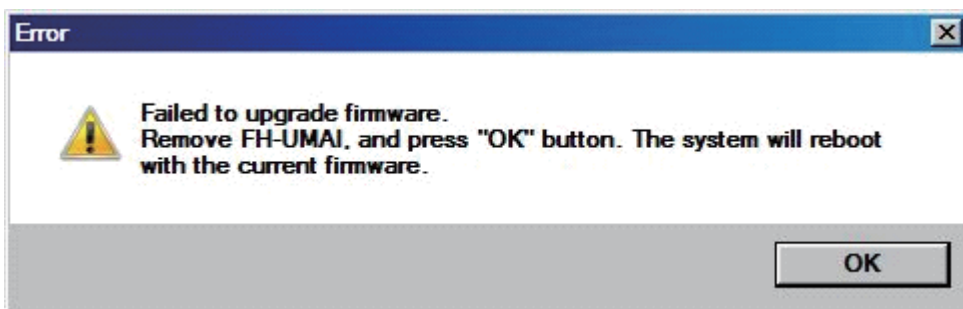 Error
Failed to upgrade firmware.
Remove FH-UMAI, and press "OK" button. The system will reboot
with the current firmware.
OK